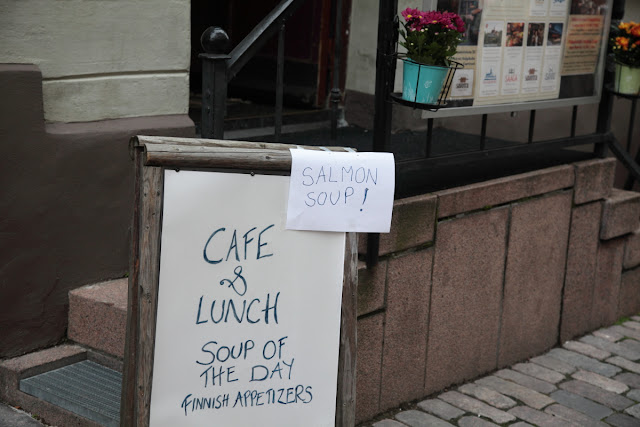 SALMON
SOUP!
CAFE
&
LUNCH
SOUP OF
THE DAY
FINNISH APPETIZERS